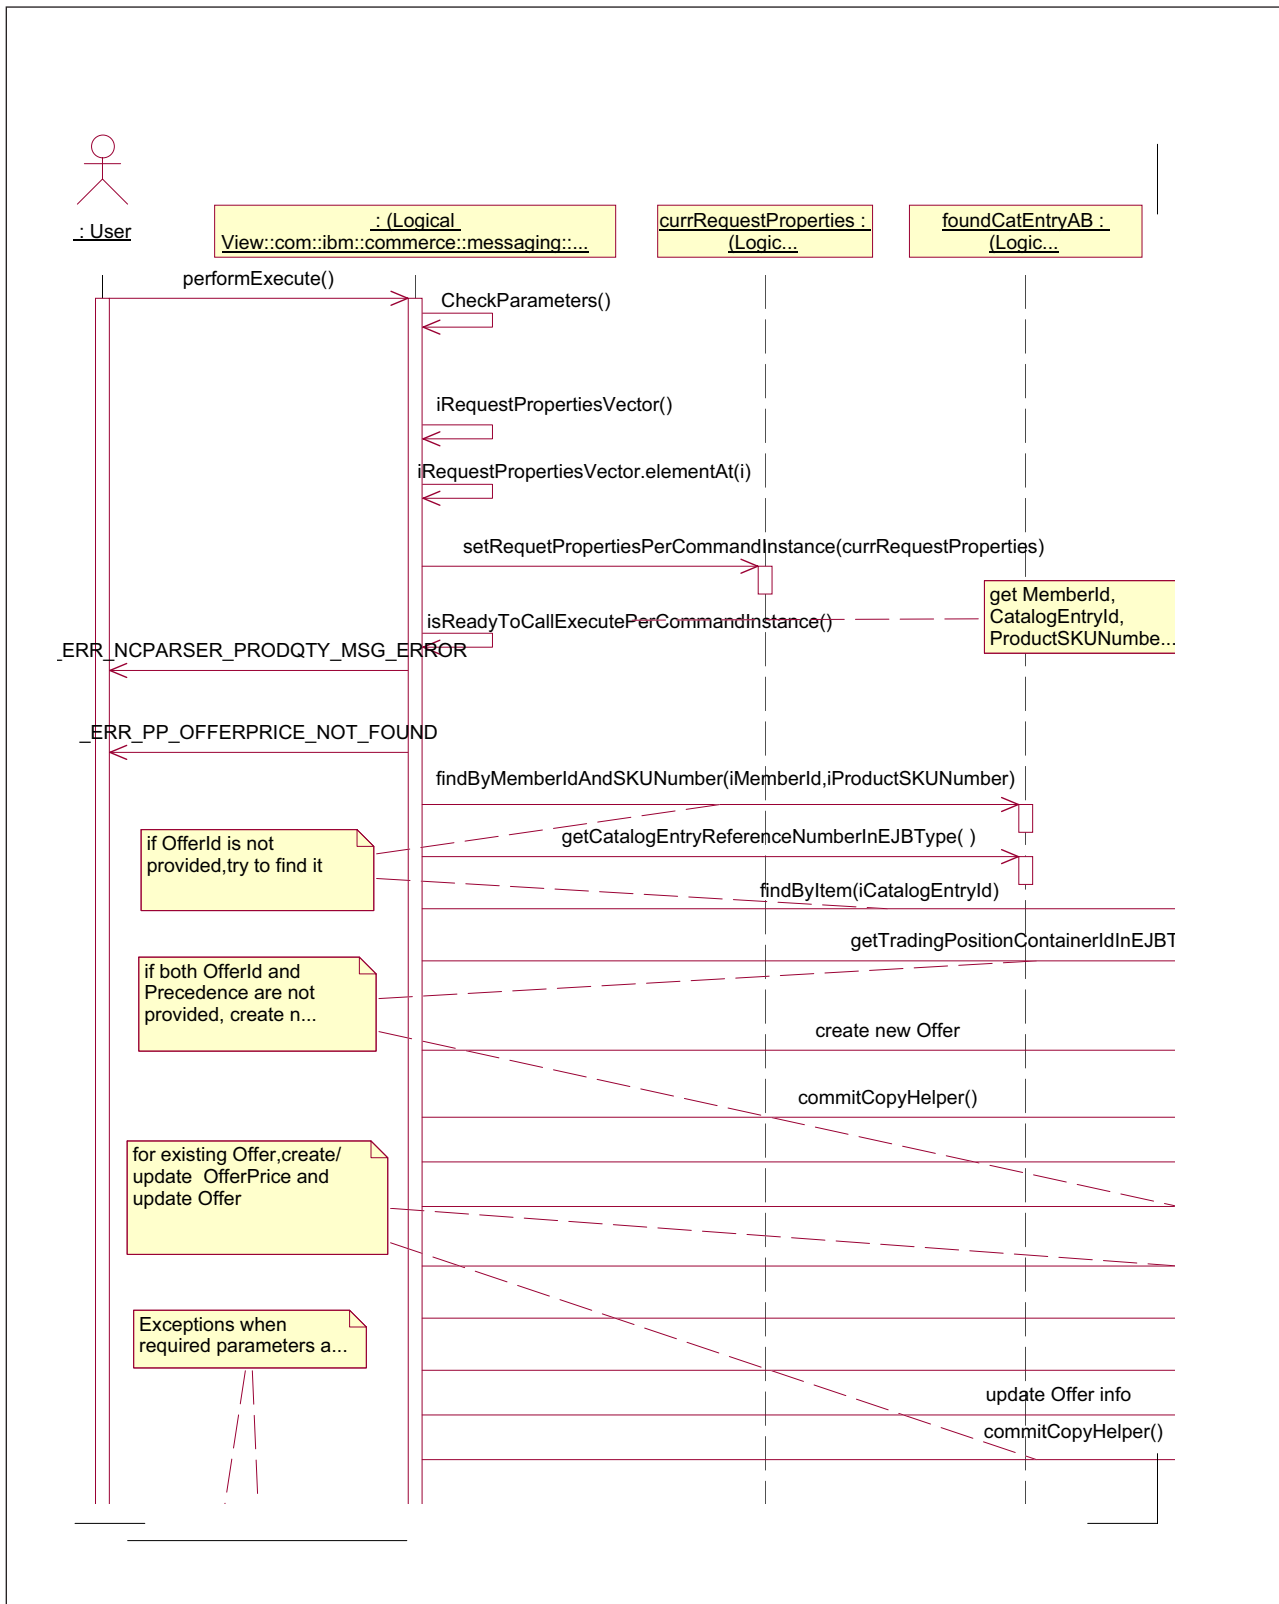 : User
: (Logical
View::com::ibm::commerce::messaging::...
currRequestProperties :
(Logic...
foundCatEntryAB :
(Logic...
performExecute()
CheckParameters()
iRequestPropertiesVector()
iRequestPropertiesVector.elementAt(i)
setRequetPropertiesPerCommandInstance(currRequestProperties)
get MemberId,
CatalogEntryId,
ProductSKUNumbe...
isReadyToCallExecutePerCommandInstance()
_ERR_NCPARSER_PRODQTY_MSG_ERROR
_ERR_PP_OFFERPRICE_NOT_FOUND
findByMemberIdAndSKUNumber(iMemberId,iProductSKUNumber)
if OfferId is not
provided,try to find it
getCatalogEntryReferenceNumberInEJBType( )
findByItem(iCatalogEntryId)
getTradingPositionContainerIdInEJBT
if both OfferId and
Precedence are not
provided, create n...
create new Offer
commitCopyHelper()
for existing Offer,create/
update  OfferPrice and
update Offer
Exceptions when
required parameters a...
update Offer info
commitCopyHelper()